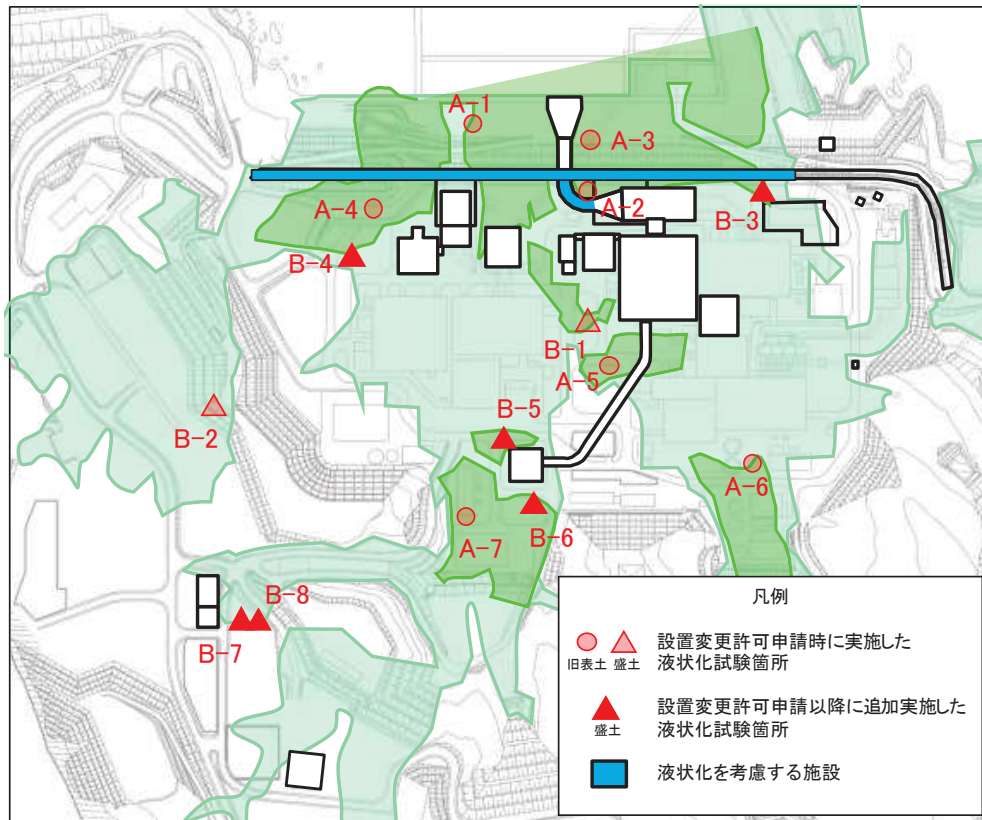 A-1
A-3
A-4
A-2
B-3
B-4
B-1
A-5
B-5
B-2
A-6
A-7
B-6
B-8
B-7
凡例
旧表土 盛土
設置変更許可申請時に実施した
液状化試験箇所
盛土
設置変更許可申請以降に追加実施した
液状化試験箇所
液状化を考慮する施設